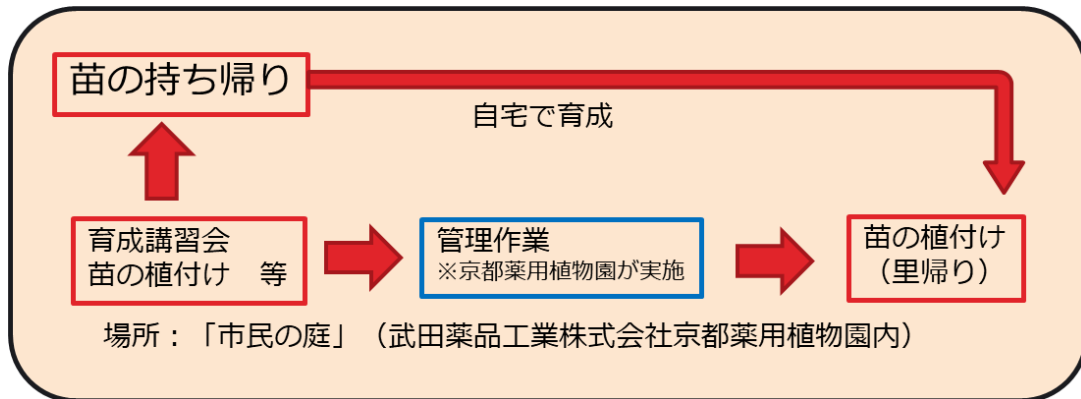 苗の持ち帰り
自宅で育成
育成講習会
苗の植付け　等
管理作業
※京都薬用植物園が実施
苗の植付け
（里帰り）
場所：「市民の庭」（武田薬品工業株式会社京都薬用植物園内）